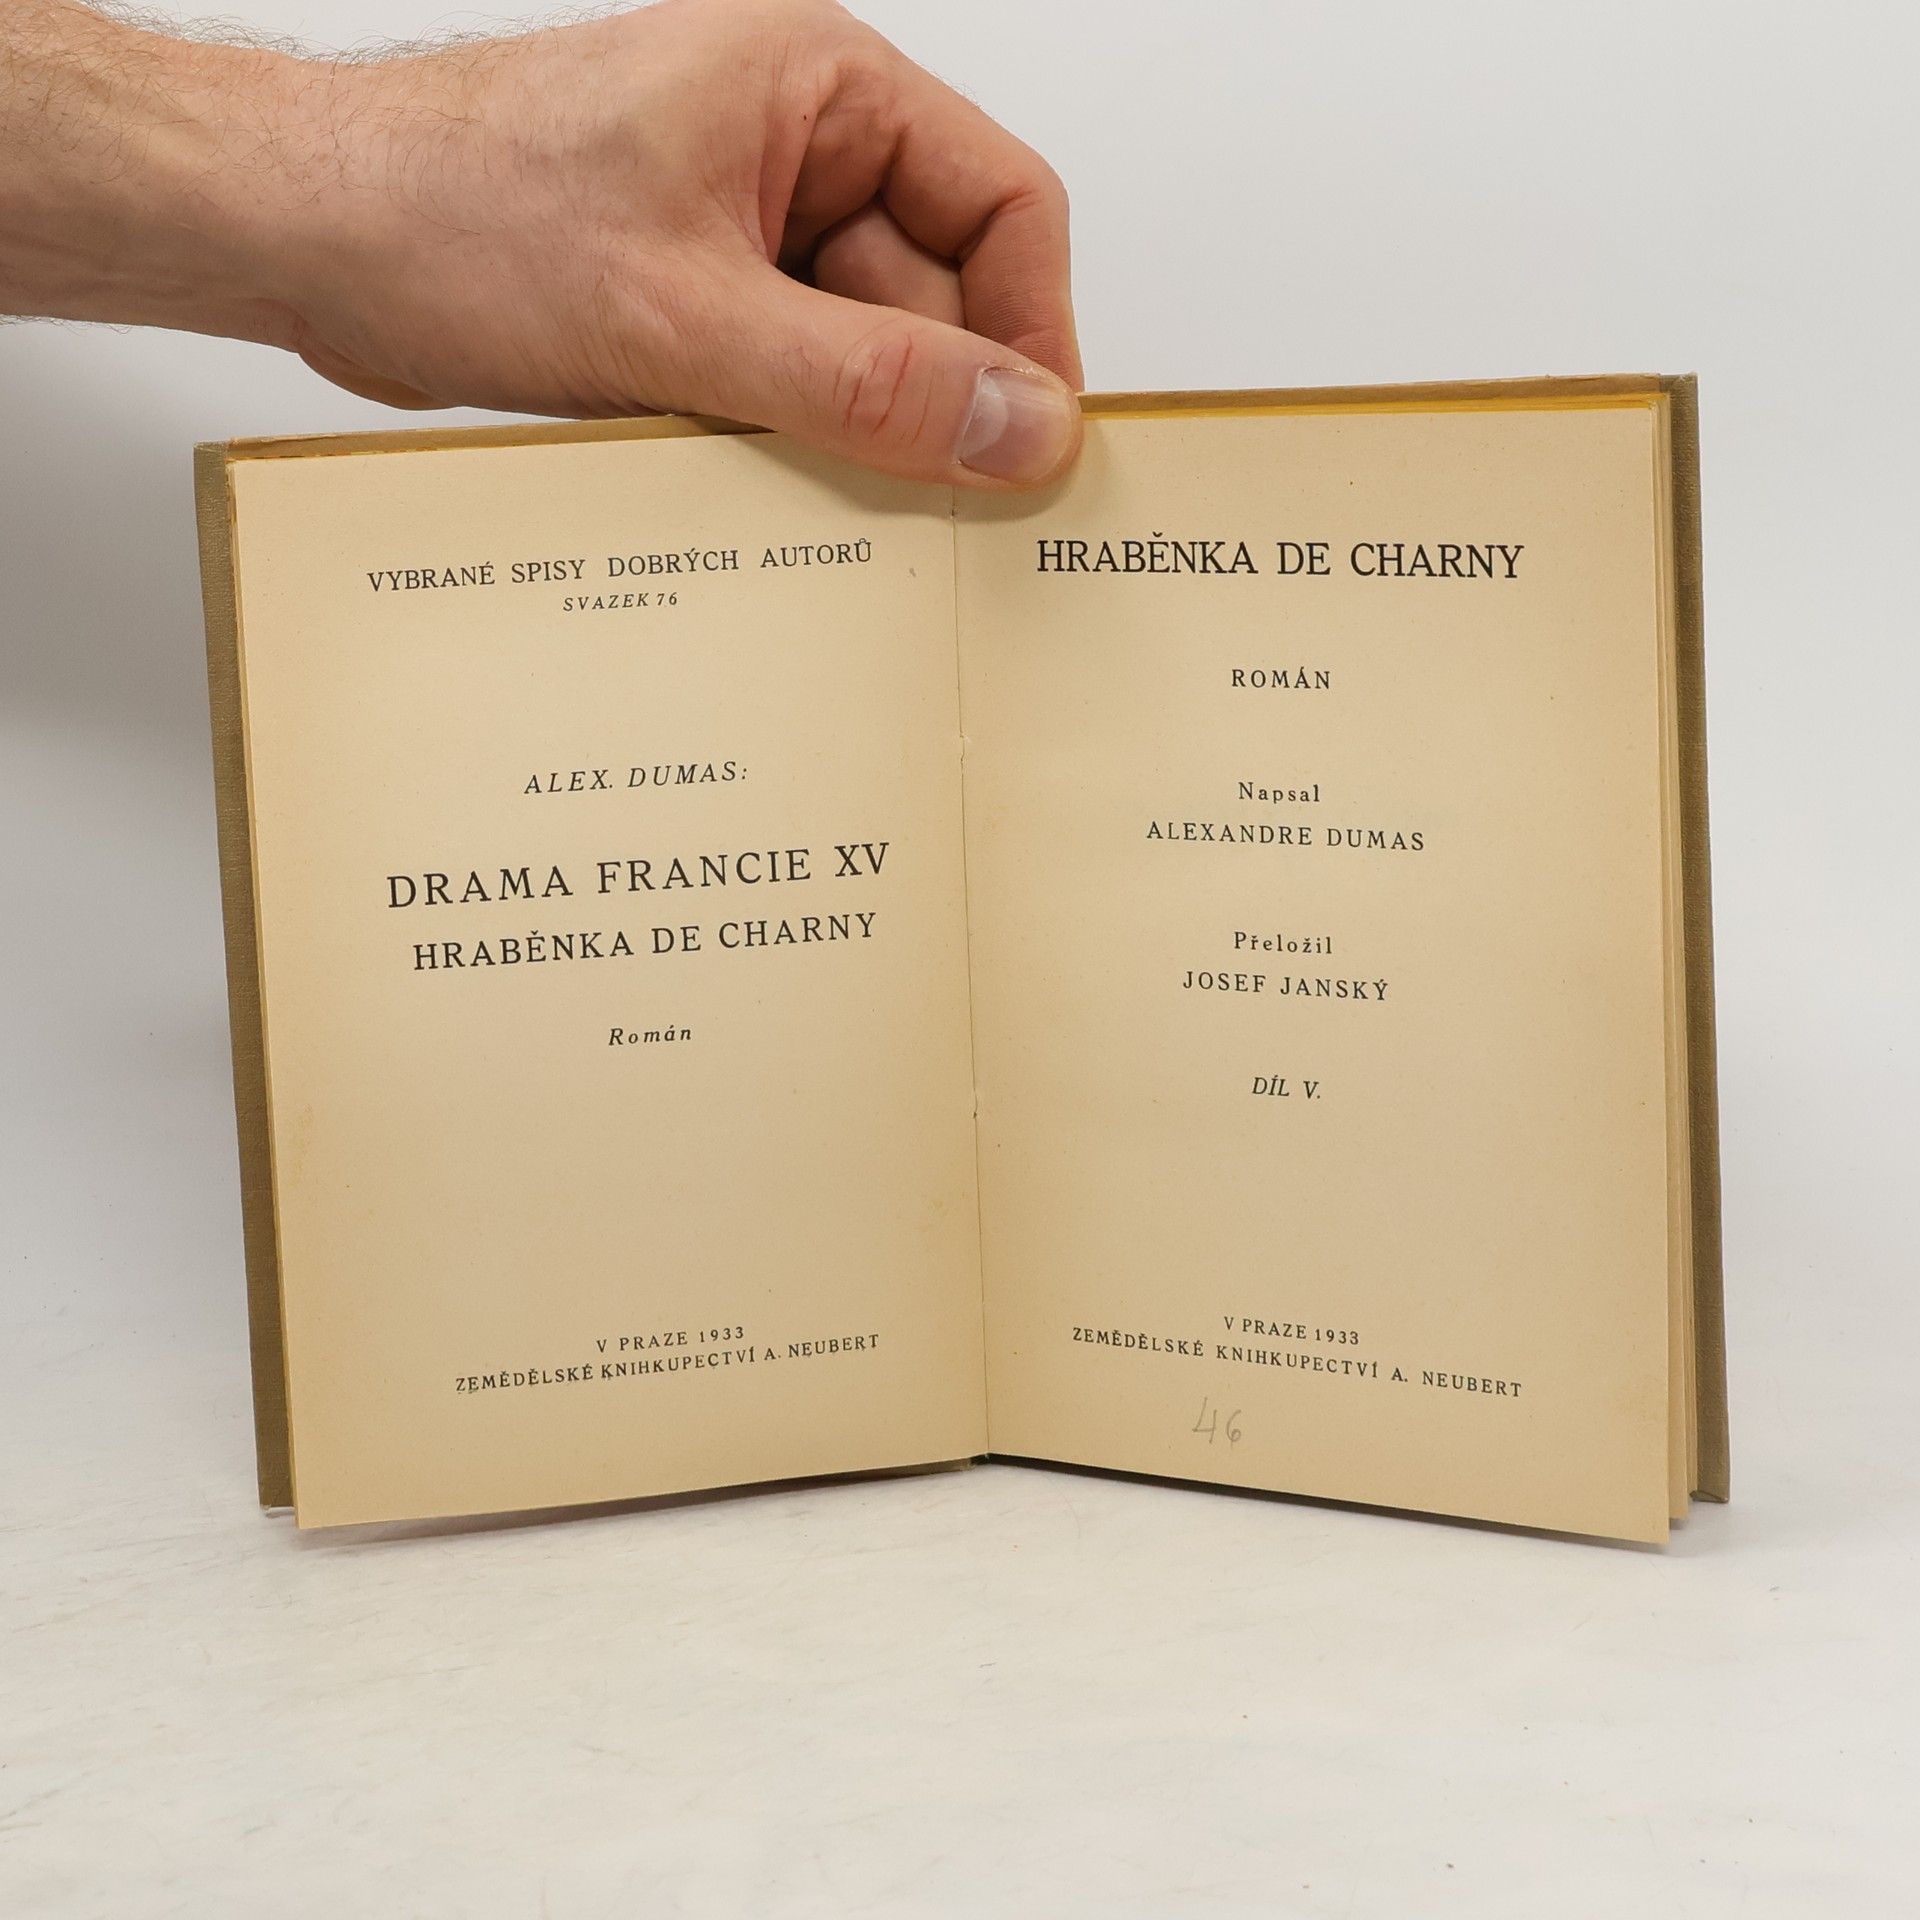 VYBRANÉ SPISY DOBRÝCH AUTORŮ
SVAZEK 76
ALEX. DUMAS:
DRAMA FRANCIE XV
HRABĚNKA DE CHARNY
Román
V PRAZE 1933
ZEMĚDĚLSKÉ KNIHKUPECTVÍ A. NEUBERT
HRABĚNKA DE CHARNY
ROMÁN
Napsal
ALEXANDRE DUMAS
Přeložil
JOSEF JANSKÝ
DÍL V.
V PRAZE 1933
ZEMĚDĚLSKÉ KNIHKUPECTVÍ A. NEUBERT
46